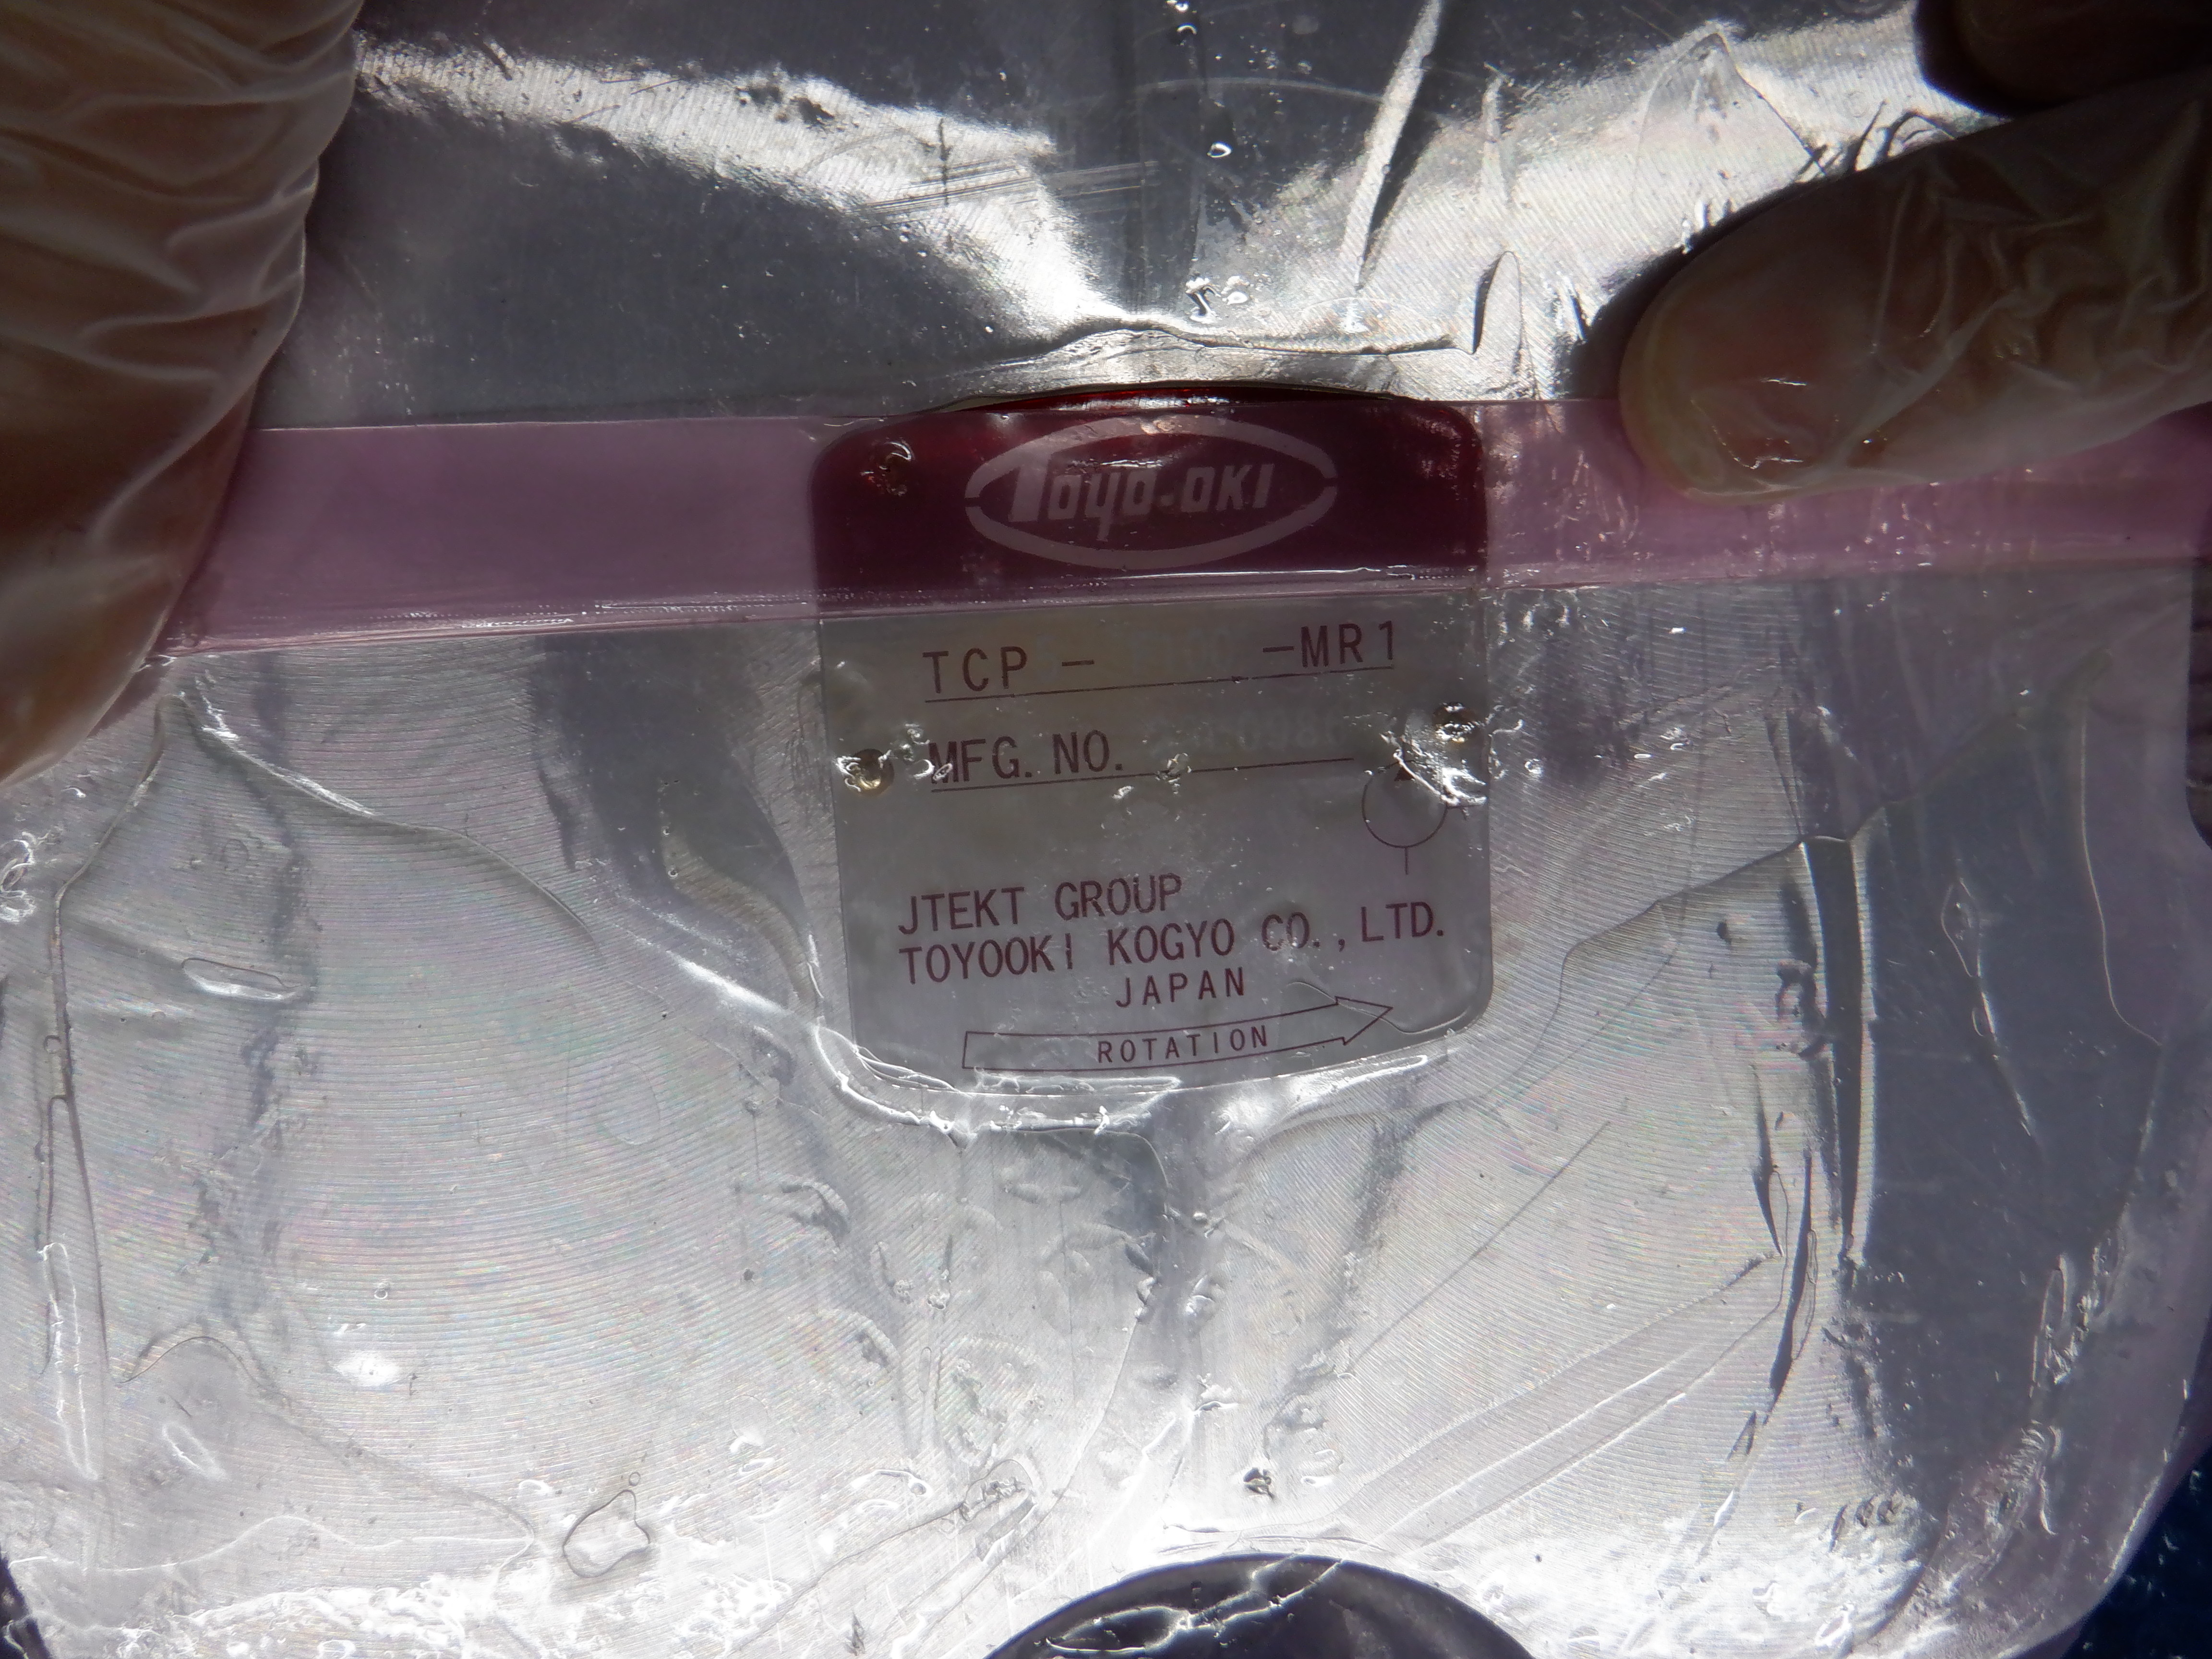 Toyo-oki
TCP - -MR1
MFG. NO.
JTEKT GROUP
TOYOOKI KOGYO CO., LTD.
JAPAN
ROTATION